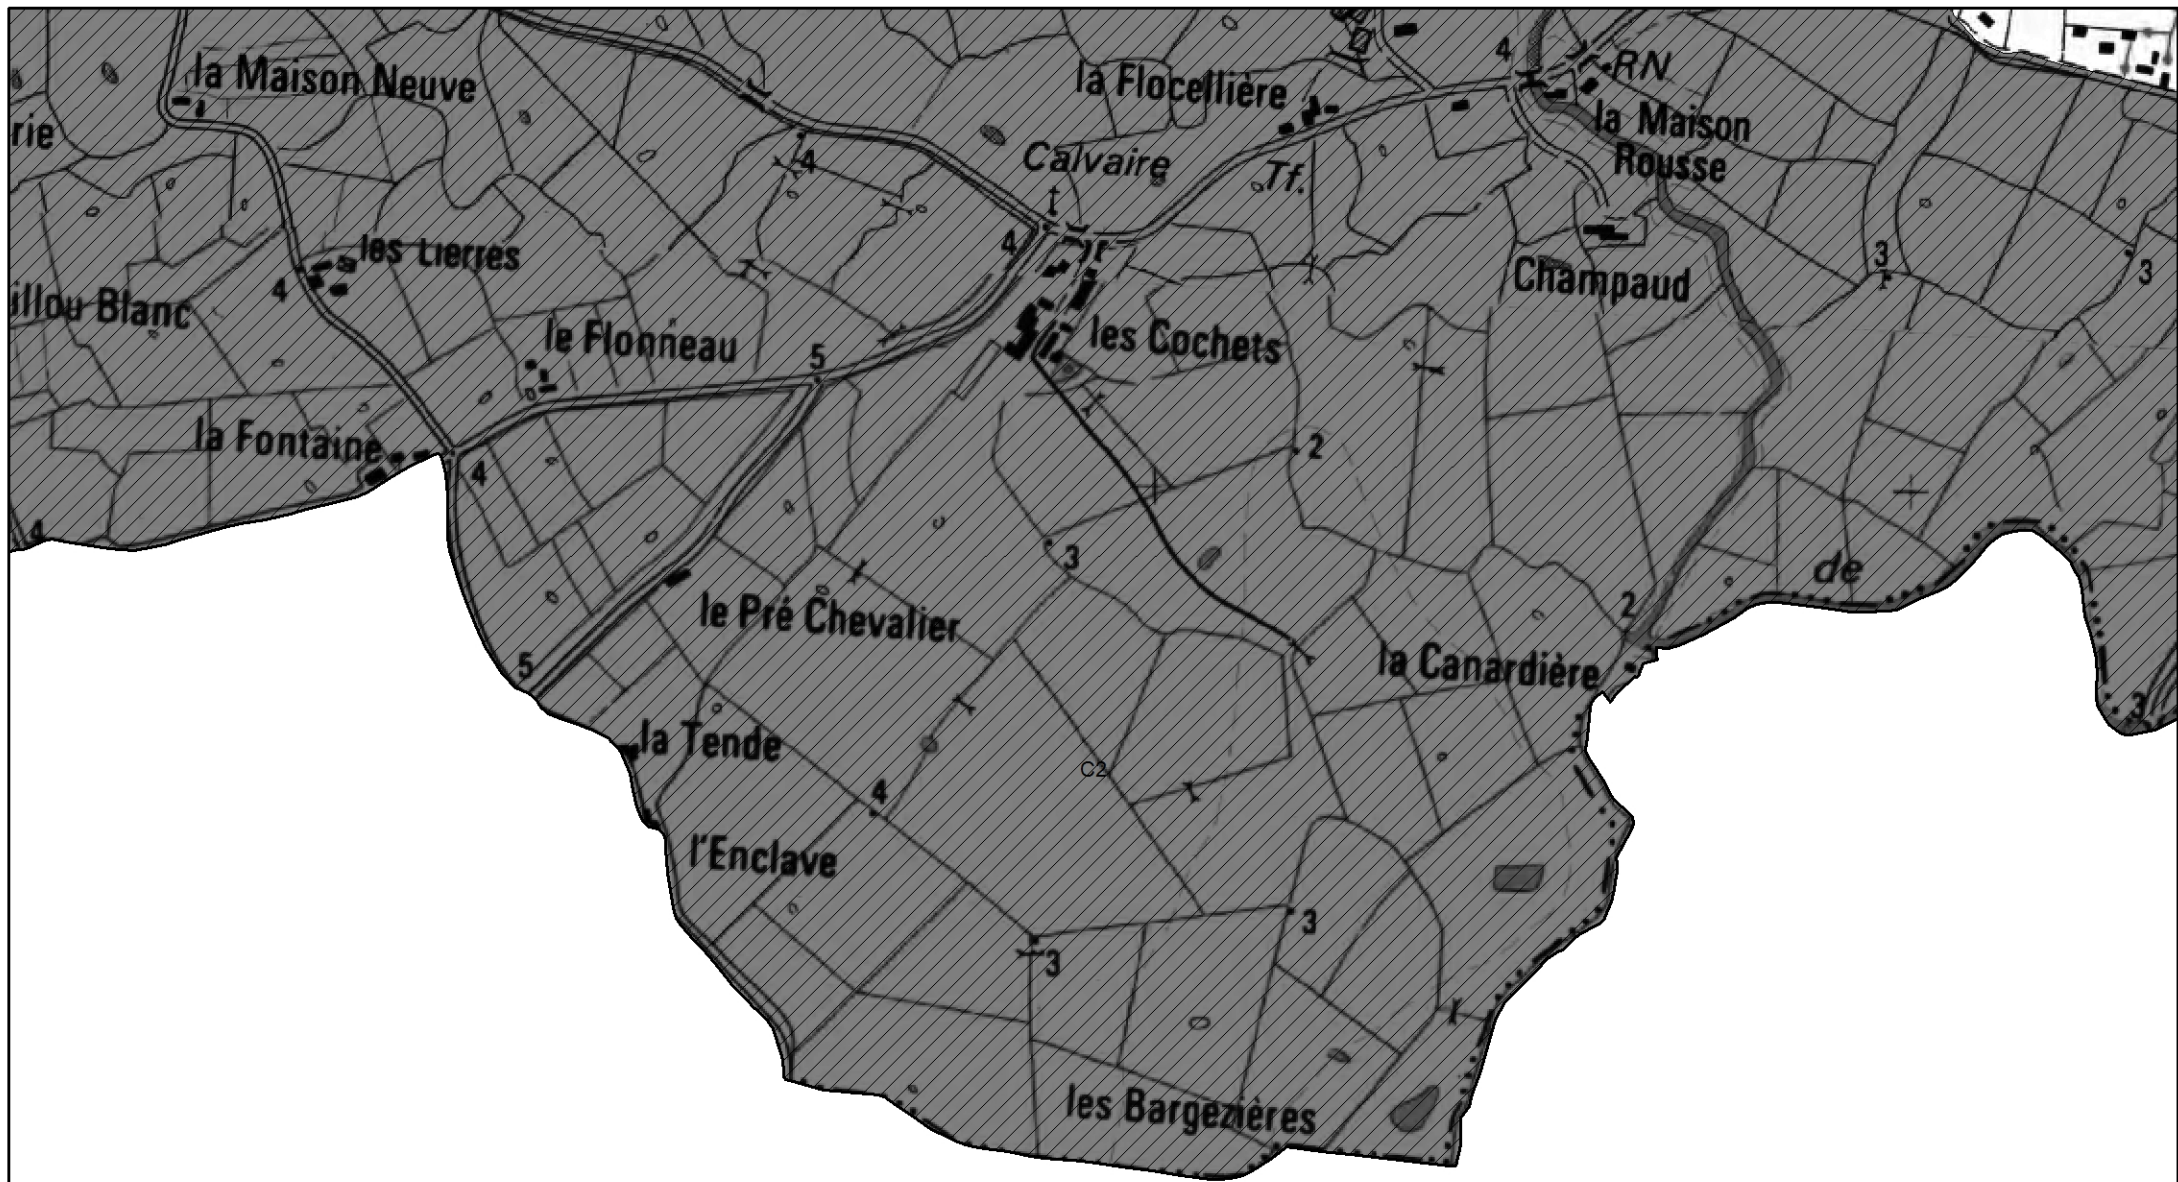 4
RN
la Maison Neuve
la Flocellière
la Maison
Rousse
rie
4
Calvaire
Tf.
4
les Lierres
4
3
3
Champaud
illou Blanc
le Flonneau
5
les Cochets
la Fontaine
4
2
4
3
de
le Pré Chevalier
2
5
la Canardière
3
la Tende
C2
4
l'Enclave
3
3
les Bargezières